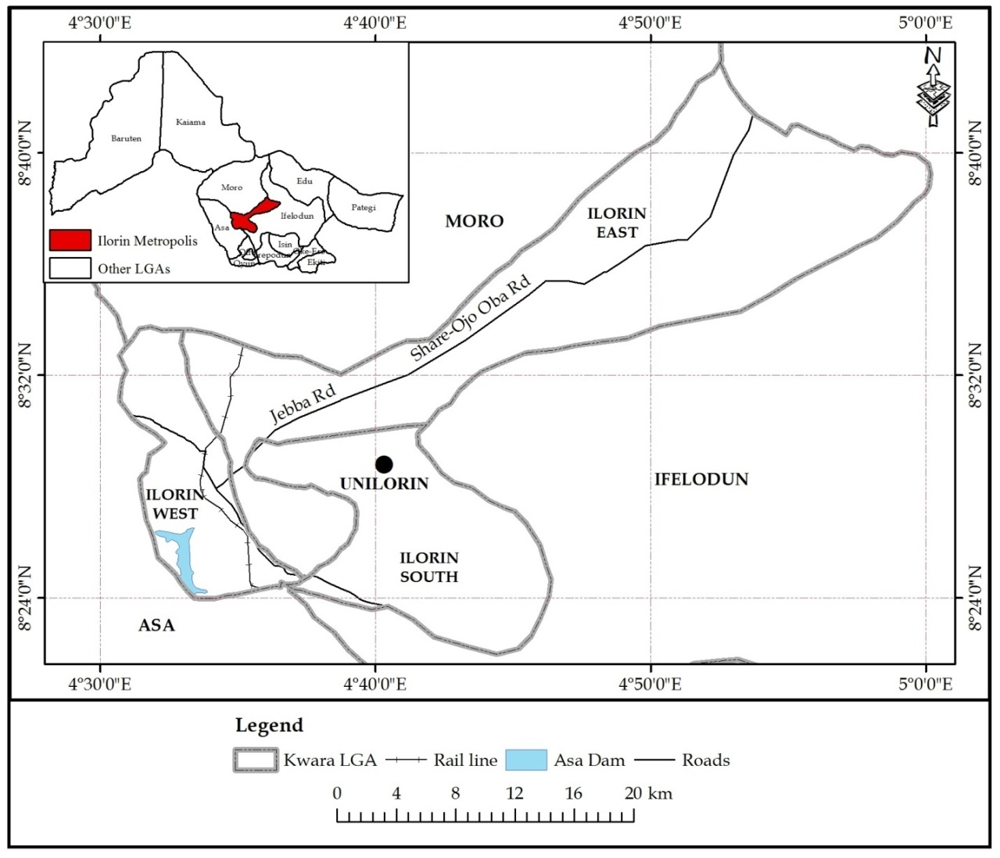 4°30'0"E 4°40'0"E 4°50'0"E 5°0'0"E
N
8°40'0"N
8°32'0"N
8°24'0"N
Baruten
Kaiama
Moro
Edu
Pategi
Asa
Ifelodun
Isin
Oke-Ero
Ekiti
Oyun
Ilorin Metropolis
Other LGAs
MORO
ILORIN
EAST
Share-Ojo Oba Rd
Jebba Rd
UNILORIN
IFELODUN
ILORIN
WEST
ILORIN
SOUTH
ASA
8°40'0"N
8°32'0"N
8°24'0"N
4°30'0"E 4°40'0"E 4°50'0"E 5°0'0"E
Legend
Kwara LGA Rail line Asa Dam Roads
0 4 8 12 16 20 km